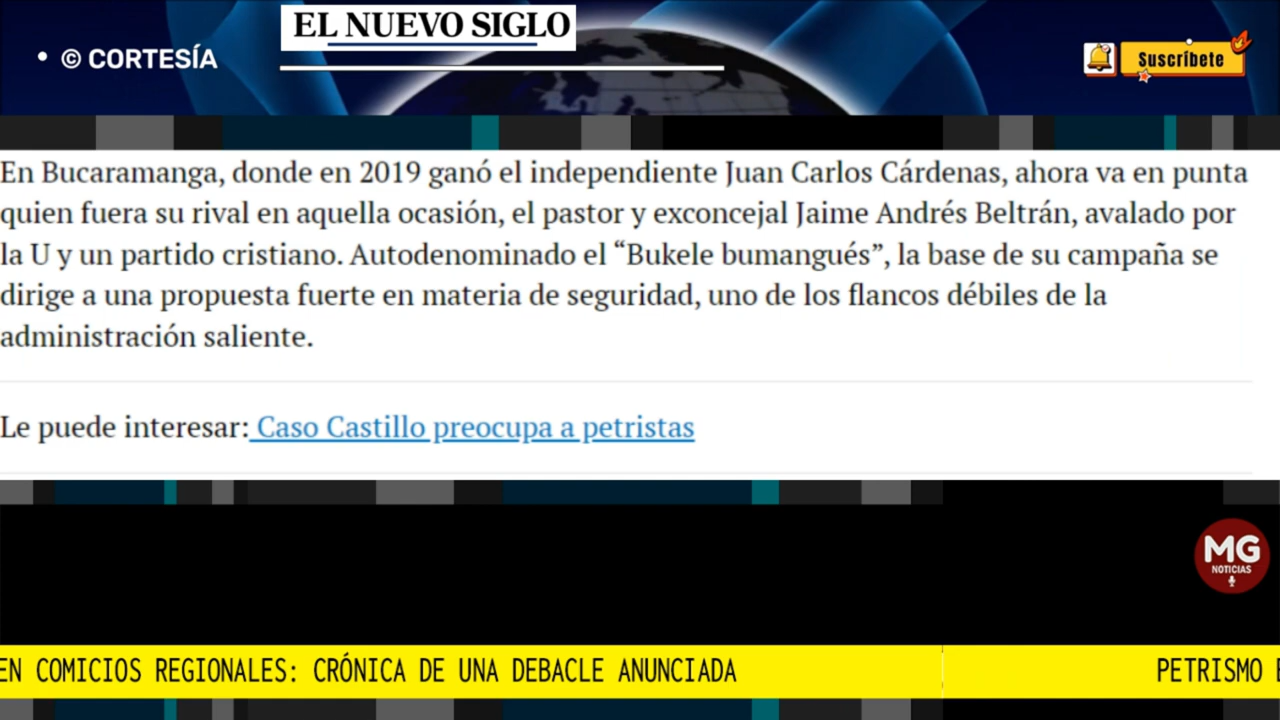 EL NUEVO SIGLO
• © CORTESÍA
Suscríbete
En Bucaramanga, donde en 2019 ganó el independiente Juan Carlos Cárdenas, ahora va en punta
quien fuera su rival en aquella ocasión, el pastor y exconcejal Jaime Andrés Beltrán, avalado por
la U y un partido cristiano. Autodenominado el “Bukele bumangués”, la base de su campaña se
dirige a una propuesta fuerte en materia de seguridad, uno de los flancos débiles de la
administración saliente.
Le puede interesar: Caso Castillo preocupa a petristas
MG
NOTICIAS
EN COMICIOS REGIONALES: CRÓNICA DE UNA DEBACLE ANUNCIADA
PETRISMO E